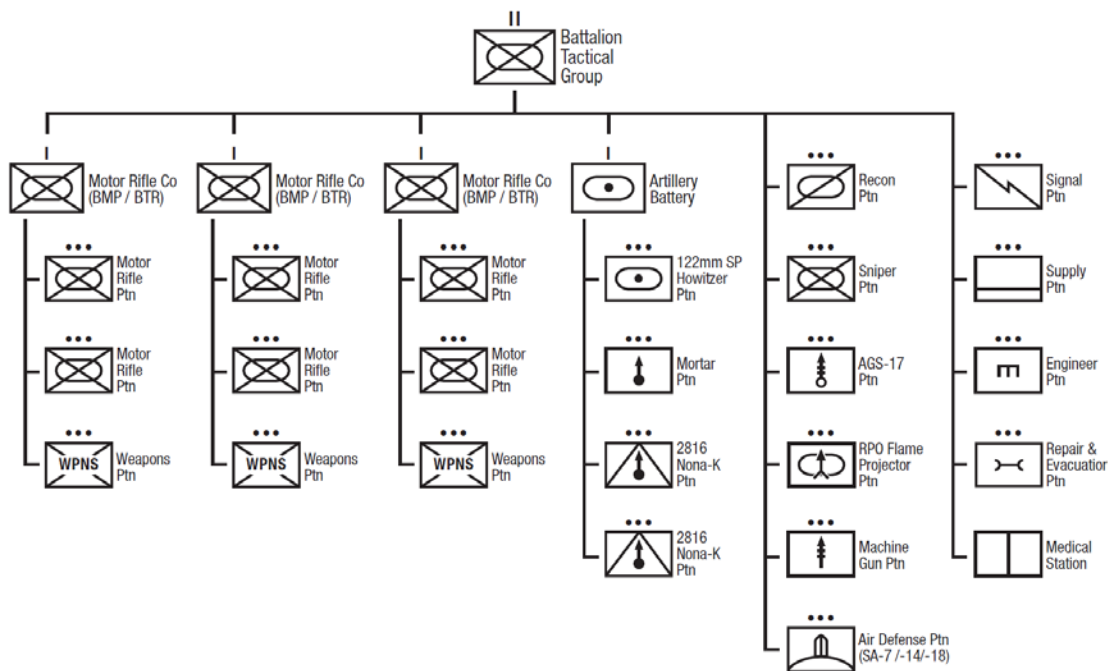 Battalion
Tactical
Group
Motor Rifle Co
(BMP / BTR)
Motor Rifle Co
(BMP / BTR)
Motor Rifle Co
(BMP / BTR)
Artillery
Battery
Recon
Ptn
Signal
Ptn
Motor
Rifle
Ptn
Motor
Rifle
Ptn
Motor
Rifle
Ptn
122mm SP
Howitzer
Ptn
Sniper
Ptn
Supply
Ptn
Motor
Rifle
Ptn
Motor
Rifle
Ptn
Motor
Rifle
Ptn
Mortar
Ptn
AGS-17
Ptn
Engineer
Ptn
WPNS
Weapons
Ptn
WPNS
Weapons
Ptn
WPNS
Weapons
Ptn
2816
Nona-K
Ptn
RPO Flame
Projector
Ptn
Repair &
Evacuatior
Ptn
2816
Nona-K
Ptn
Machine
Gun Ptn
Medical
Station
Air Defense Ptn
(SA-7 /-14/-18)